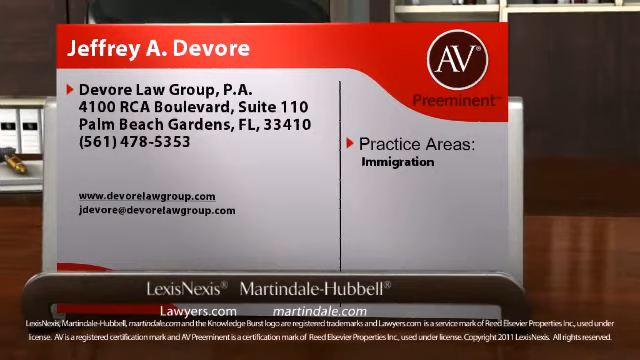 Jeffrey A. Devore
AV®
Preeminent™
Devore Law Group, P.A.
4100 RCA Boulevard, Suite 110
Palm Beach Gardens, FL, 33410
(561) 478-5353
Practice Areas:
Immigration
www.devorelawgroup.com
jdevore@devorelawgroup.com
LexisNexis® Martindale-Hubbell®
Lawyers.com martindale.com
LexisNexis, Martindale-Hubbell, martindale.com and the Knowledge Burst logo are registered trademarks and Lawyers.com is a service mark of Reed Elsevier Properties Inc., used under
license. AV is a registered certification mark and AV Preeminent is a certification mark of Reed Elsevier Properties Inc., used under license. Copyright 2011 LexisNexis. All rights reserved.